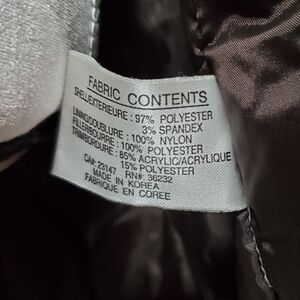 FABRIC CONTENTS
SHELL/EXTERIEURE : 97% POLYESTER
3% SPANDEX
LINING/DOUBLURE : 100% NYLON
FILLER/BOURRE : 100% POLYESTER
TRIM/BORDURE : 85% ACRYLIC/ACRYLIQUE
15% POLYESTER
CA# 23147 RN#: 36232
MADE IN KOREA
FABRIQUE EN COREE